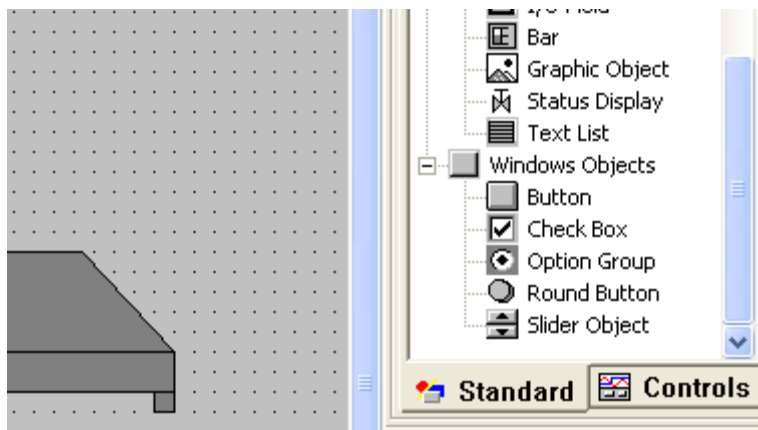 Bar
Graphic Object
Status Display
Text List
Windows Objects
Button
Check Box
Option Group
Round Button
Slider Object
Standard
Controls